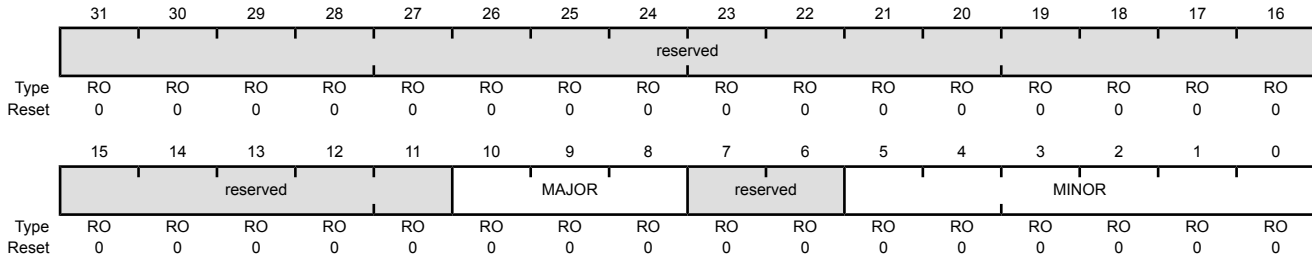 31 30 29 28 27 26 25 24 23 22 21 20 19 18 17 16
reserved
Type RO RO RO RO RO RO RO RO RO RO RO RO RO RO RO RO
Reset 0 0 0 0 0 0 0 0 0 0 0 0 0 0 0 0
15 14 13 12 11 10 9 8 7 6 5 4 3 2 1 0
reserved MAJOR reserved MINOR
Type RO RO RO RO RO RO RO RO RO RO RO RO RO RO RO RO
Reset 0 0 0 0 0 0 0 0 0 0 0 0 0 0 0 0